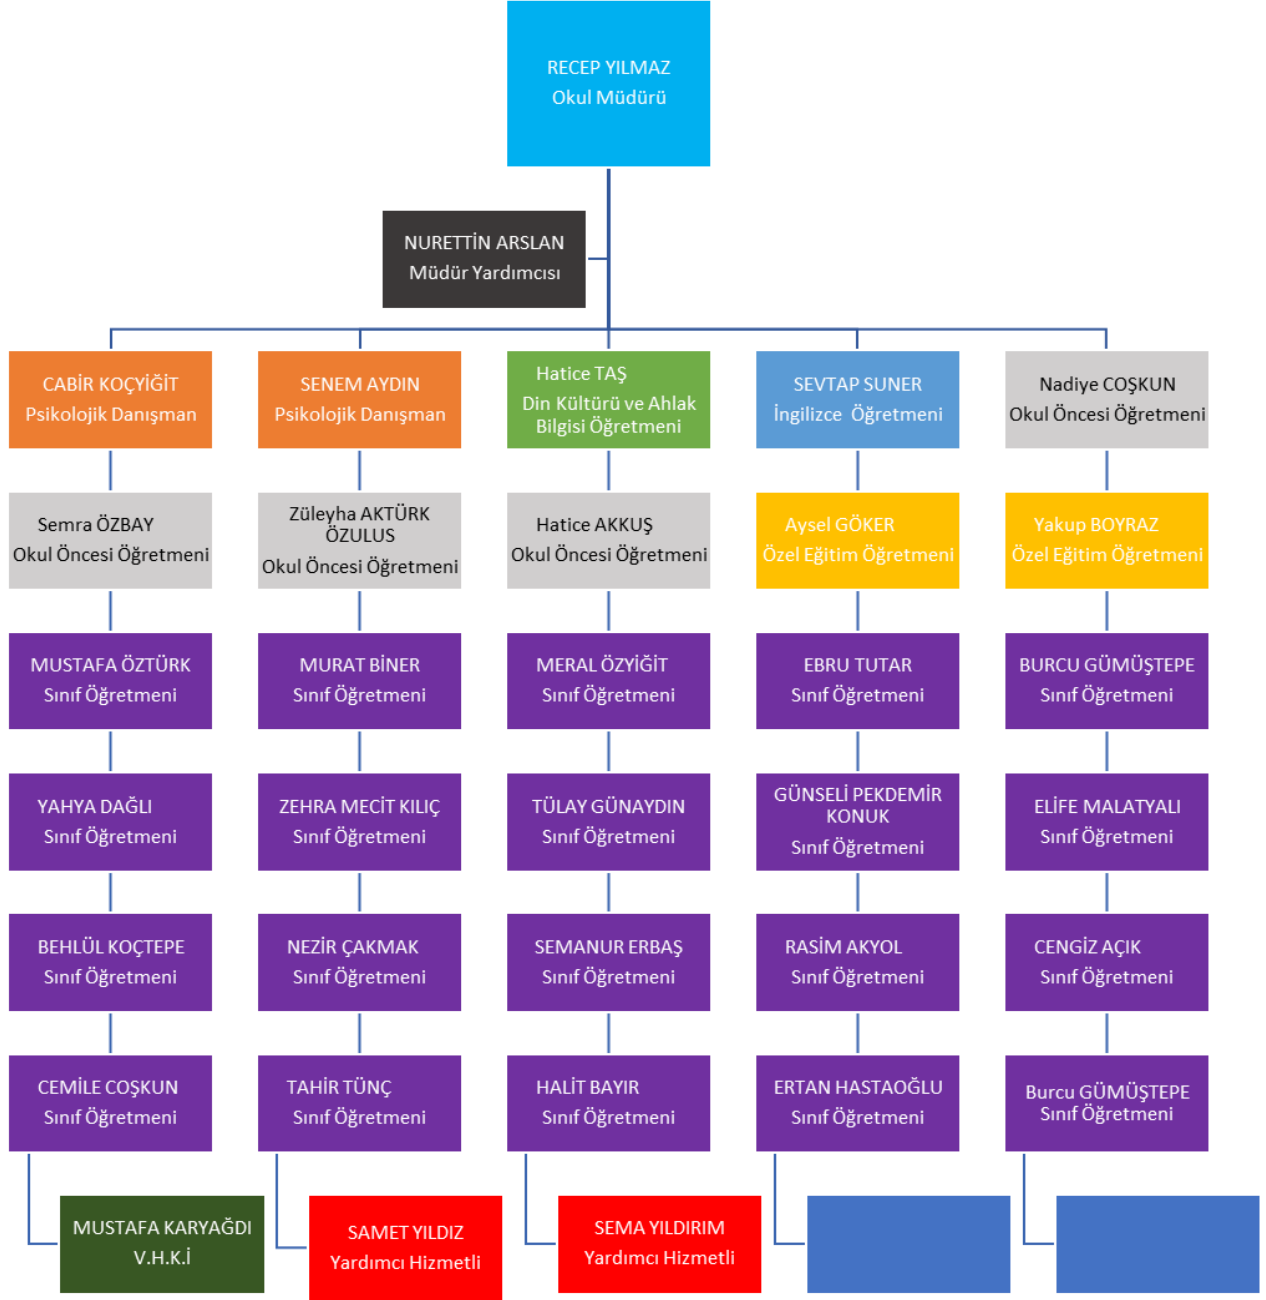 RECEP YILMAZ
Okul Müdürü
NURETTİN ARSLAN
Müdür Yardımcısı
CABİR KOÇYİĞİT
Psikolojik Danışman
SENEM AYDIN
Psikolojik Danışman
Hatice TAŞ
Din Kültürü ve Ahlak
Bilgisi Öğretmeni
SEVTAP SUNER
İngilizce Öğretmeni
Nadiye COŞKUN
Okul Öncesi Öğretmeni
Semra ÖZBAY
Okul Öncesi Öğretmeni
Züleyha AKTÜRK
ÖZULUS
Okul Öncesi Öğretmeni
Hatice AKKUŞ
Okul Öncesi Öğretmeni
Aysel GÖKER
Özel Eğitim Öğretmeni
Yakup BOYRAZ
Özel Eğitim Öğretmeni
MUSTAFA ÖZTÜRK
Sınıf Öğretmeni
MURAT BİNER
Sınıf Öğretmeni
MERAL ÖZYİĞİT
Sınıf Öğretmeni
EBRU TUTAR
Sınıf Öğretmeni
BURCU GÜMÜŞTEPE
Sınıf Öğretmeni
YAHYA DAĞLI
Sınıf Öğretmeni
ZEHRA MECİT KILIÇ
Sınıf Öğretmeni
TÜLAY GÜNAYDIN
Sınıf Öğretmeni
GÜNSELİ PEKDEMİR
KONUK
Sınıf Öğretmeni
ELİFE MALATYALI
Sınıf Öğretmeni
BEHLÜL KOÇTEPE
Sınıf Öğretmeni
NEZİR ÇAKMAK
Sınıf Öğretmeni
SEMANUR ERBAŞ
Sınıf Öğretmeni
RASİM AKYOL
Sınıf Öğretmeni
CENGİZ AÇIK
Sınıf Öğretmeni
CEMİLE COŞKUN
Sınıf Öğretmeni
TAHİR TÜNÇ
Sınıf Öğretmeni
HALİT BAYIR
Sınıf Öğretmeni
ERTAN HASTAOĞLU
Sınıf Öğretmeni
Burcu GÜMÜŞTEPE
Sınıf Öğretmeni
MUSTAFA KARYAĞDI
V.H.K.İ
SAMET YILDIZ
Yardımcı Hizmetli
SEMA YILDIRIM
Yardımcı Hizmetli